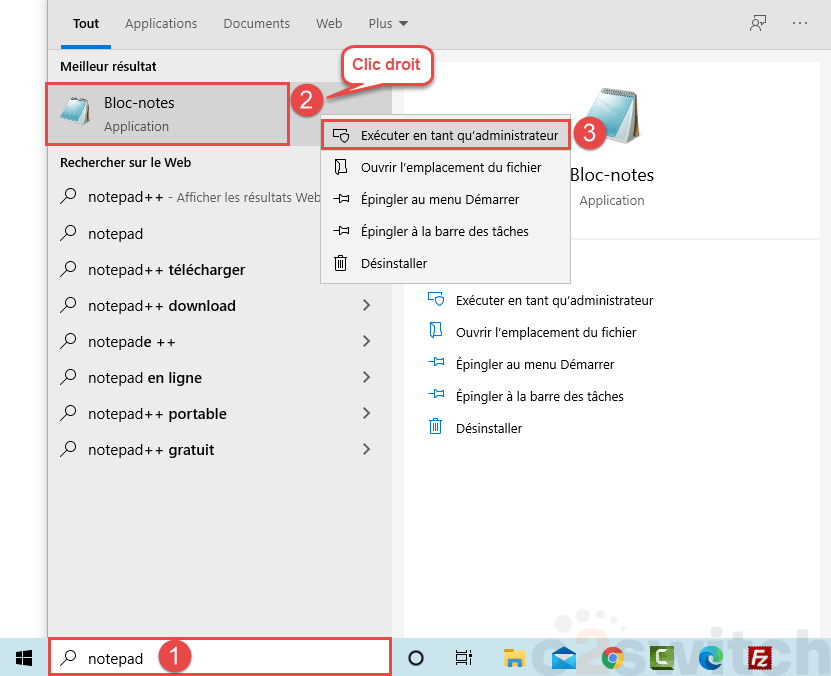 Tout Applications Documents Web Plus
Meilleur résultat
Clic droit
Bloc-notes
Application
2
Exécuter en tant qu'administrateur
3
Ouvrir l'emplacement du fichier
Épingler au menu Démarrer
Épingler à la barre des tâches
Désinstaller
Rechercher sur le Web
notepad++ - Afficher les résultats Web
notepad
notepad++ télécharger
notepad++ download
notepade ++
notepad en ligne
notepad++ portable
notepad++ gratuit
Bloc-notes
Application
Exécuter en tant qu'administrateur
Ouvrir l'emplacement du fichier
Épingler au menu Démarrer
Épingler à la barre des tâches
Désinstaller
notepad
1
o2switch